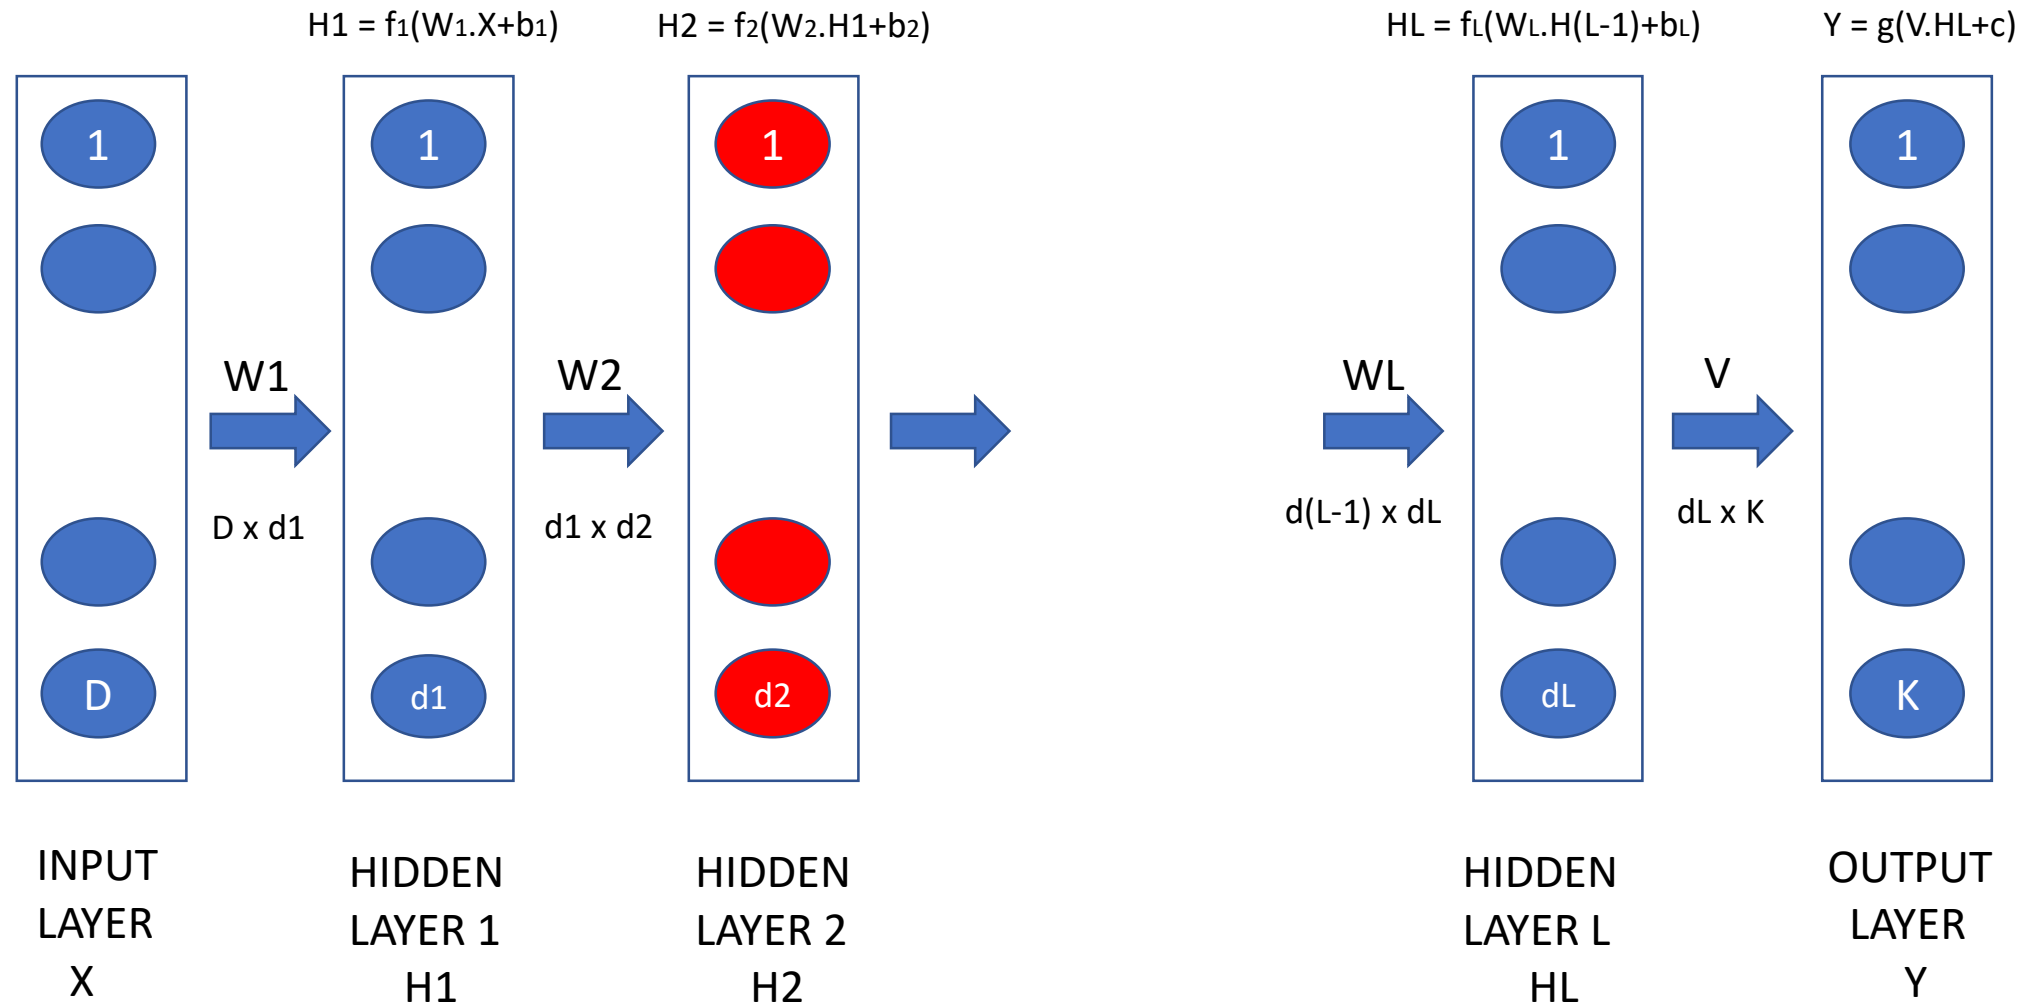 H1 = f1(W1.X+b1)
H2 = f2(W2.H1+b2)
HL = fL(WL.H(L-1)+bL)
Y = g(V.HL+c)
1
1
1
1
1
W1
W2
WL
V
D x d1
d1 x d2
d(L-1) x dL
dL x K
D
d1
d2
dL
K
INPUT
LAYER
X
HIDDEN
LAYER 1
H1
HIDDEN
LAYER 2
H2
HIDDEN
LAYER L
HL
OUTPUT
LAYER
Y